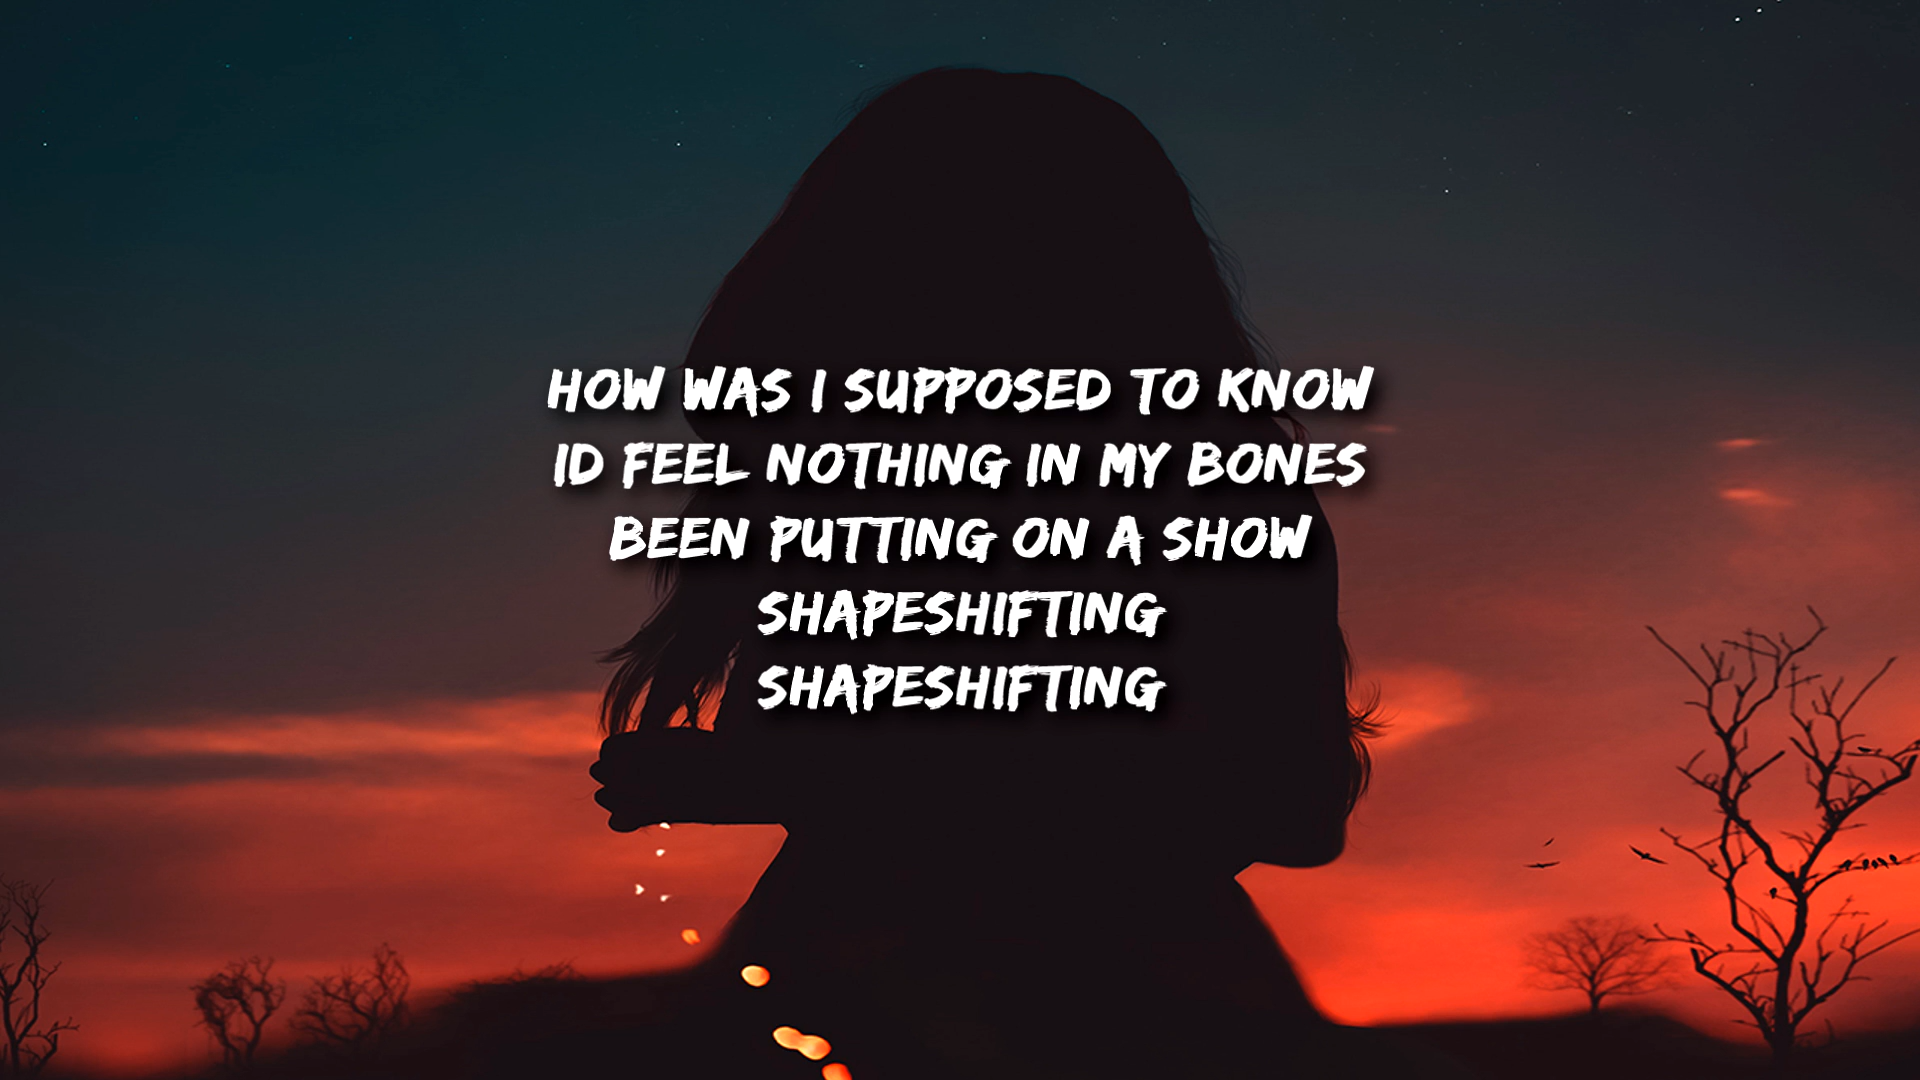 HOW WAS I SUPPOSED TO KNOW
ID FEEL NOTHING IN MY BONES
BEEN PUTTING ON A SHOW
SHAPESHIFTING
SHAPESHIFTING